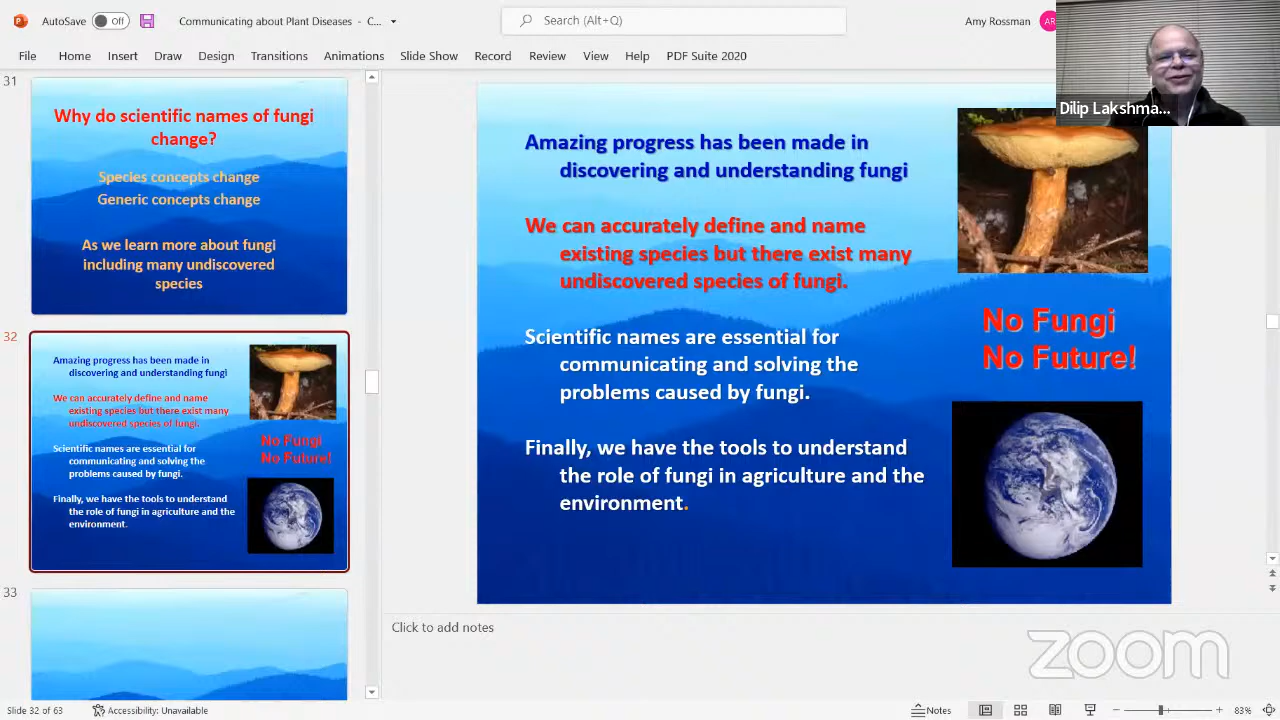 AutoSave
Off
Communicating about Plant Diseases - C...
Search (Alt+Q)
Amy Rossman
AR
File
Home
Insert
Draw
Design
Transitions
Animations
Slide Show
Record
Review
View
Help
PDF Suite 2020
Dilip Lakshma...
31
Why do scientific names of fungi
change?
Species concepts change
Generic concepts change
As we learn more about fungi
including many undiscovered
species
32
Amazing progress has been made in
discovering and understanding fungi
We can accurately define and name
existing species but there exist many
undiscovered species of fungi.
Scientific names are essential for
communicating and solving the
problems caused by fungi.
Finally, we have the tools to understand
the role of fungi in agriculture and the
environment.
No Fungi
No Future!
33
Amazing progress has been made in
discovering and understanding fungi
We can accurately define and name
existing species but there exist many
undiscovered species of fungi.
Scientific names are essential for
communicating and solving the
problems caused by fungi.
Finally, we have the tools to understand
the role of fungi in agriculture and the
environment.
No Fungi
No Future!
Click to add notes
zoom
Slide 32 of 63
Accessibility: Unavailable
Notes
83%